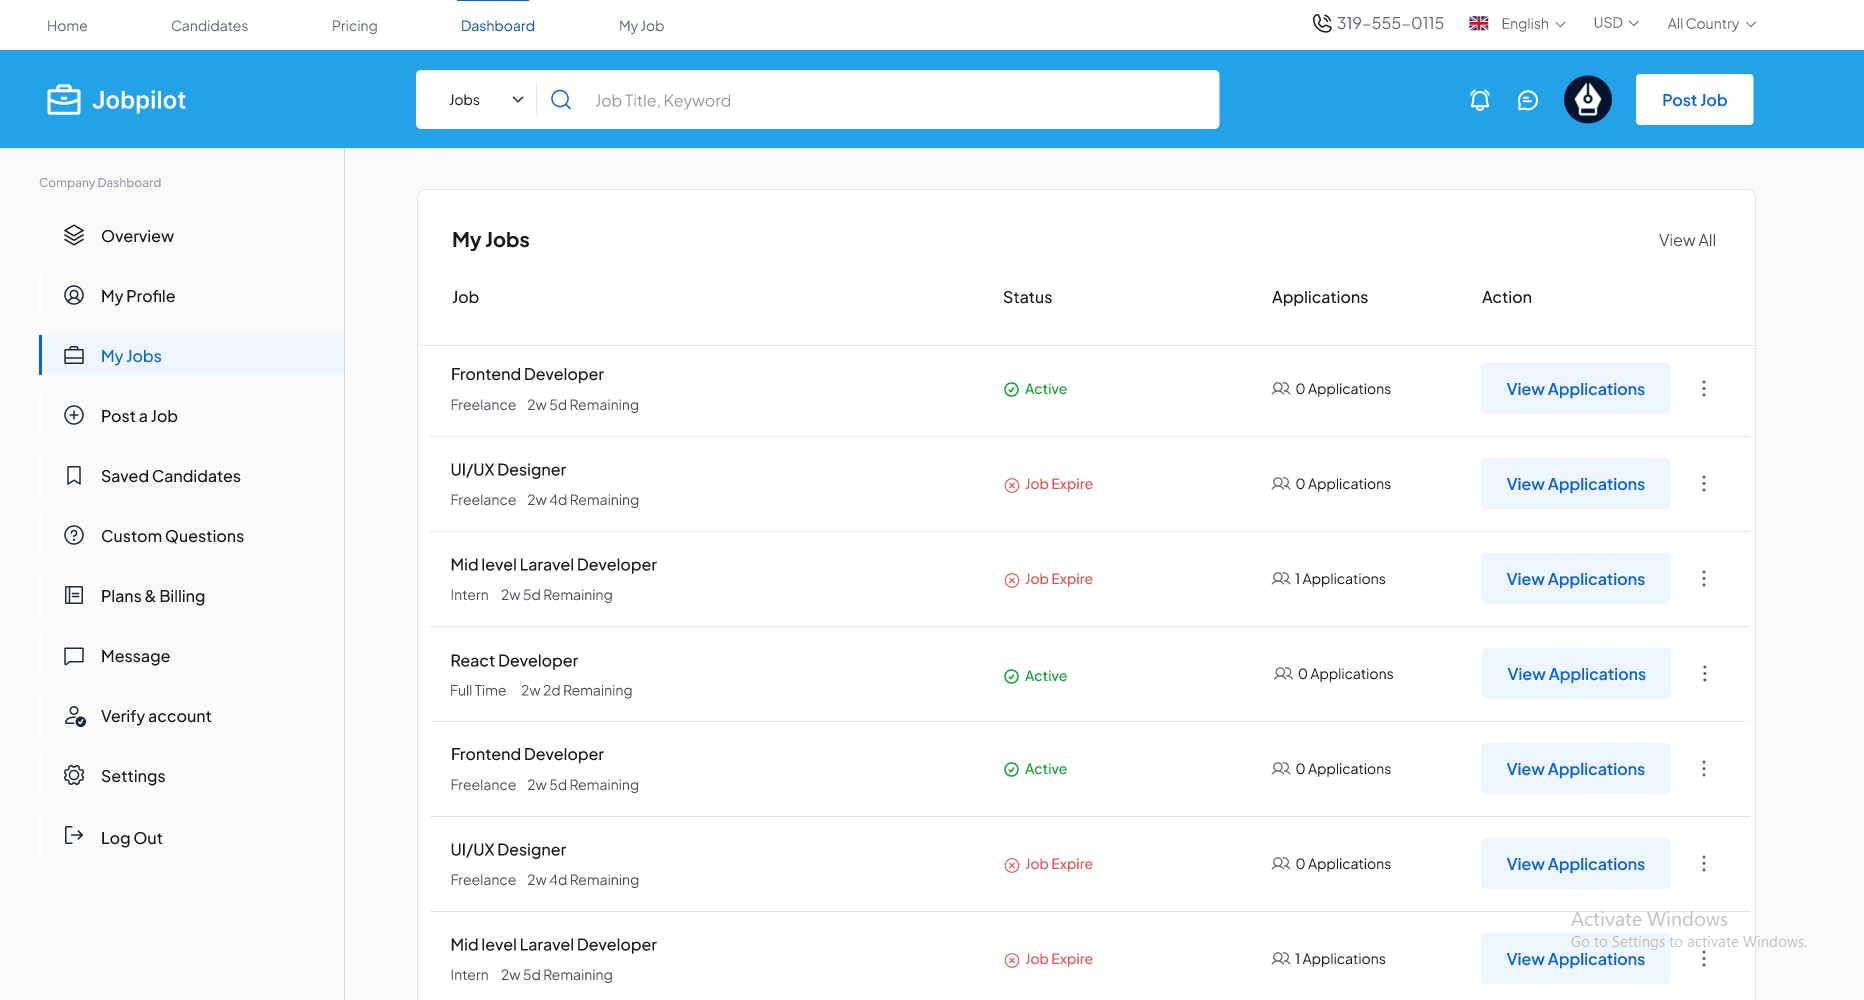 Home Candidates Pricing Dashboard My Job 319-555-0115 English USD All Country
Jobpilot Jobs Job Title, Keyword Post Job
Company Dashboard
Overview
My Profile
My Jobs
Post a Job
Saved Candidates
Custom Questions
Plans & Billing
Message
Verify account
Settings
Log Out
My Jobs View All
Job Status Applications Action
Frontend Developer
Freelance 2w 5d Remaining
Active 0 Applications View Applications
UI/UX Designer
Freelance 2w 4d Remaining
Job Expire 0 Applications View Applications
Mid level Laravel Developer
Intern 2w 5d Remaining
Job Expire 1 Applications View Applications
React Developer
Full Time 2w 2d Remaining
Active 0 Applications View Applications
Frontend Developer
Freelance 2w 5d Remaining
Active 0 Applications View Applications
UI/UX Designer
Freelance 2w 4d Remaining
Job Expire 0 Applications View Applications
Mid level Laravel Developer
Intern 2w 5d Remaining
Job Expire 1 Applications View Applications
Activate Windows
Go to Settings to activate Windows.